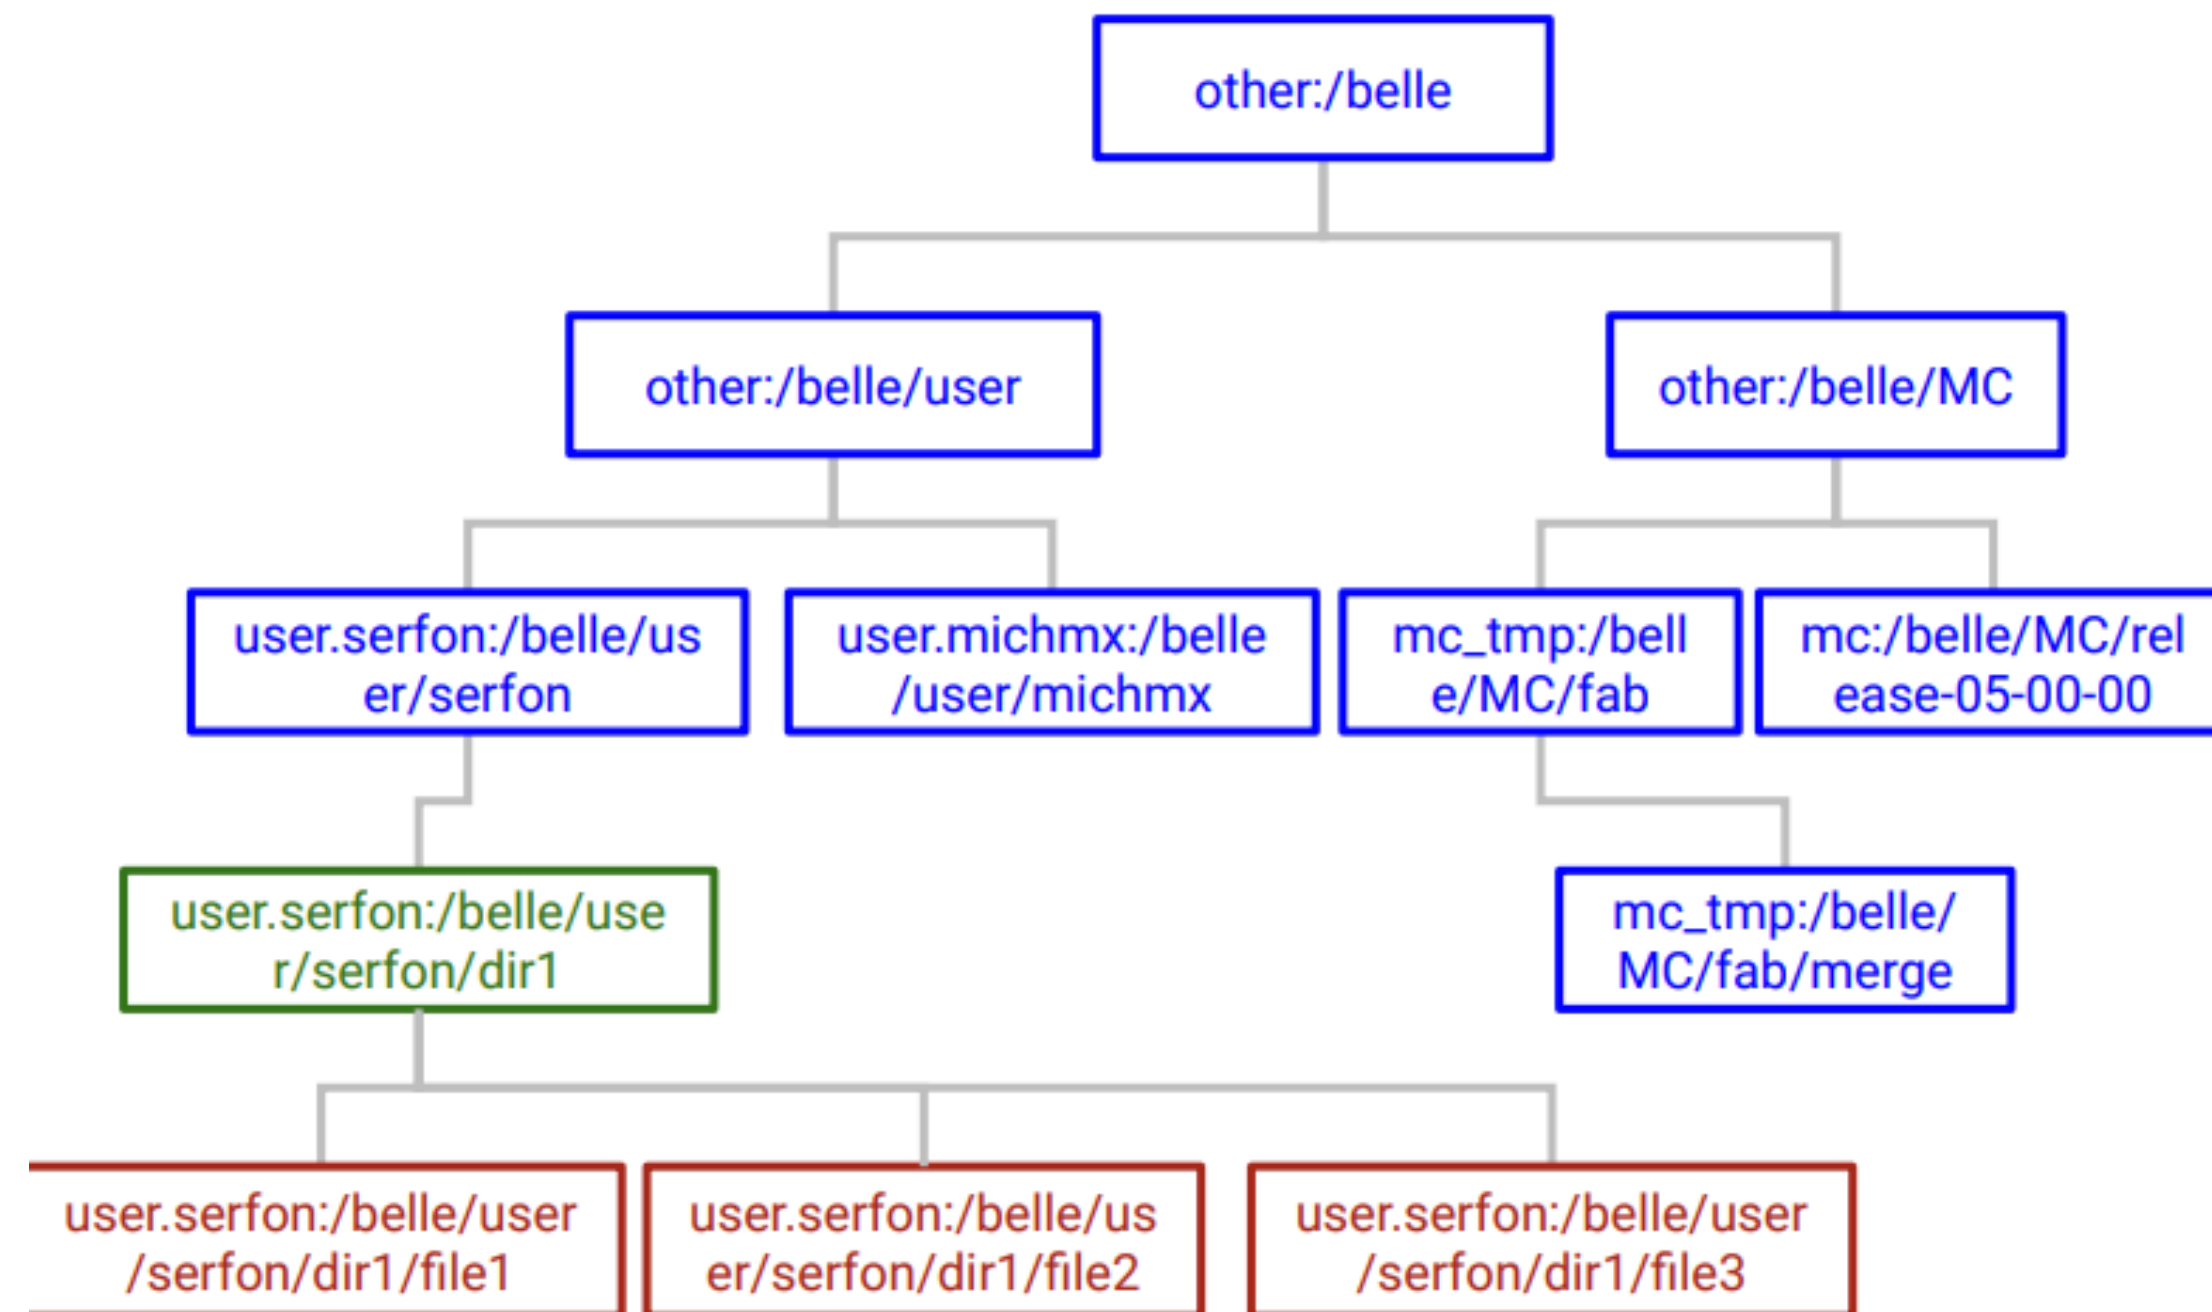 other:/belle
other:/belle/user
other:/belle/MC
user.serfon:/belle/us
er/serfon
user.michmx:/belle
/user/michmx
mc_tmp:/bell
e/MC/fab
mc:/belle/MC/rel
ease-05-00-00
user.serfon:/belle/use
r/serfon/dir1
mc_tmp:/belle/
MC/fab/merge
user.serfon:/belle/user
/serfon/dir1/file1
user.serfon:/belle/us
er/serfon/dir1/file2
user.serfon:/belle/user
/serfon/dir1/file3